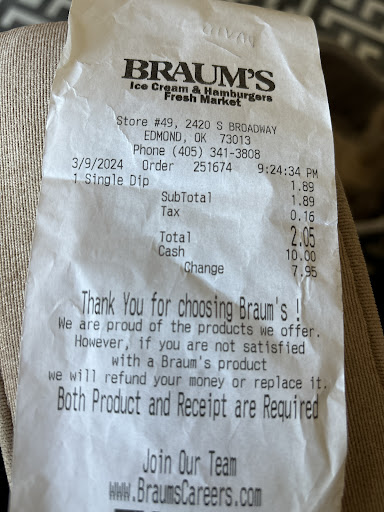 BRAUM'S
Ice Cream & Hamburgers
Fresh Market
Store #49, 2420 S BROADWAY
EDMOND, OK 73013
Phone (405) 341-3808
3/9/2024 Order 251674 9:24:34 PM
1 Single Dip 1.89
SubTotal 1.89
Tax 0.16
Total 2.05
Cash 10.00
Change 7.95
Thank You for choosing Braum's !
We are proud of the products we offer.
However, if you are not satisfied
with a Braum's product
we will refund your money or replace it.
Both Product and Receipt are Required
Join Our Team
WWW.BraumsCareers.com